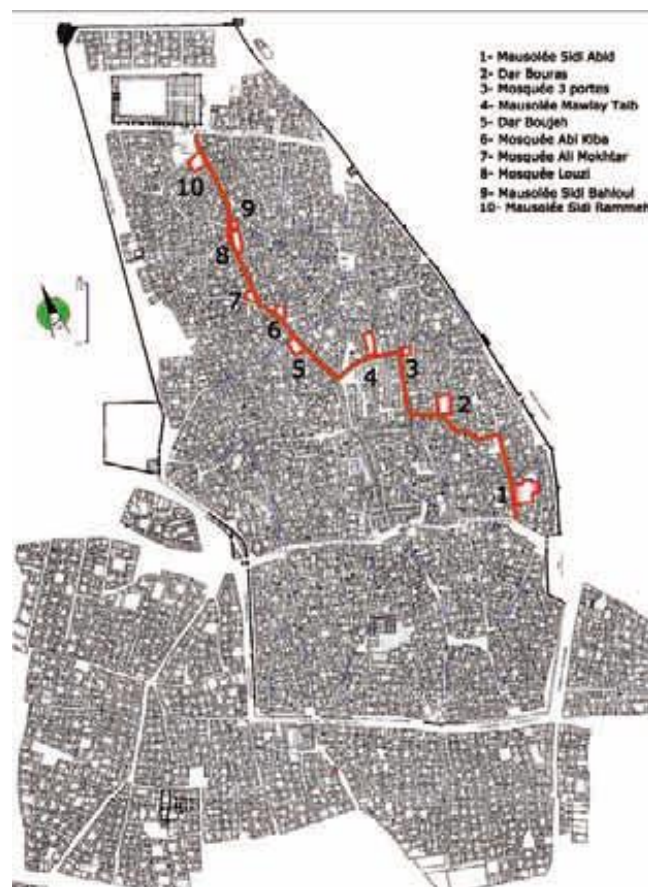 1- Mausolée Sidi Abid
2- Dar Bouras
3- Mosquée 3 portes
4- Mausolée Mawlay Taib
5- Dar Boujeh
6- Mosquée Abi Kiba
7- Mosquée Ali Mokhtar
8- Mosquée Louzi
9- Mausolée Sidi Bahloul
10- Mausolée Sidi Rammeh
10
9
8
7
6
5
4
3
2
1